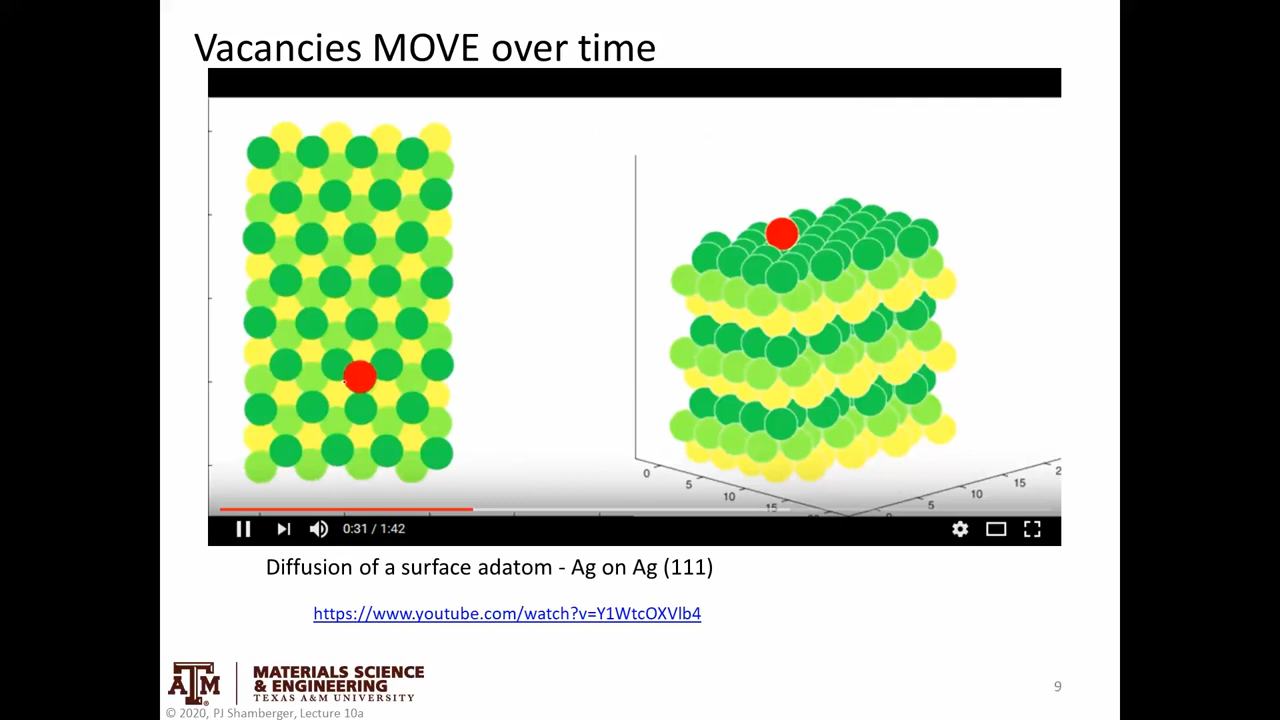 Vacancies MOVE over time
0
5
10
15
5
10
15
2
0:31 / 1:42
Diffusion of a surface adatom - Ag on Ag (111)
https://www.youtube.com/watch?v=Y1WtcOXVlb4
ATM
MATERIALS SCIENCE
& ENGINEERING
TEXAS A&M UNIVERSITY
© 2020, PJ Shamberger, Lecture 10a
9